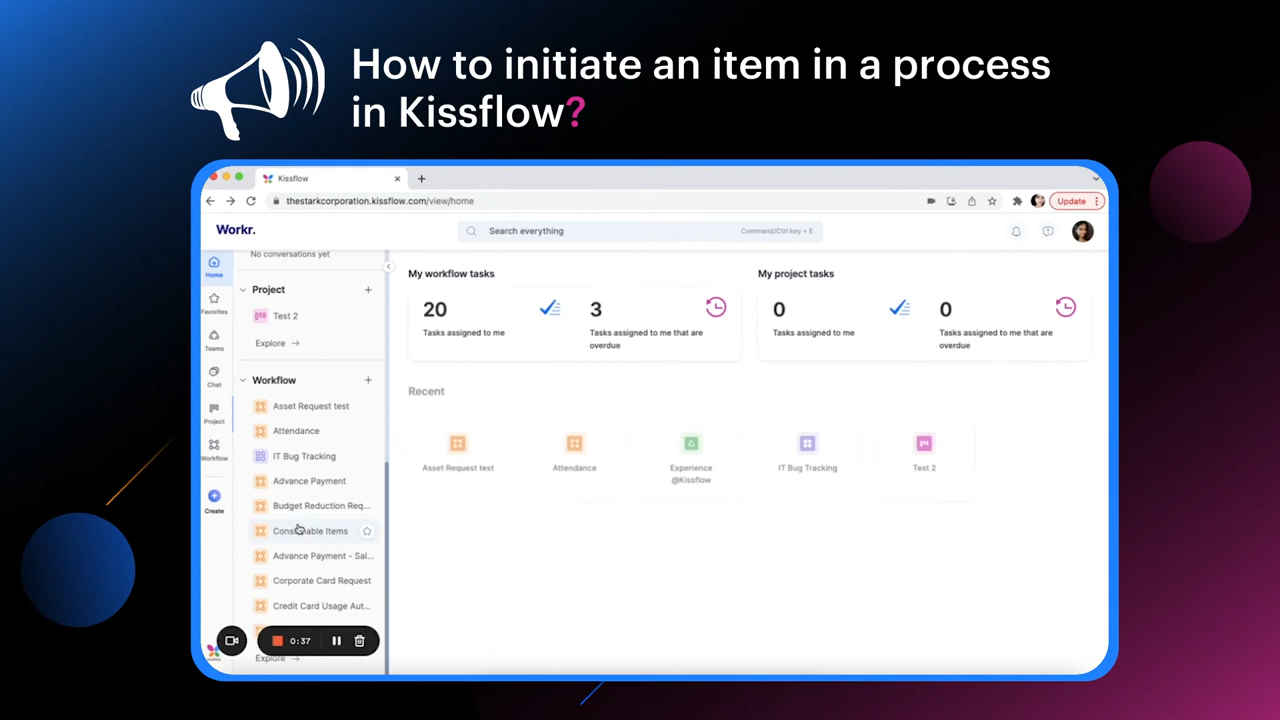 How to initiate an item in a process
in Kissflow?
Kissflow
thestarkcorporation.kissflow.com/view/home
Update
Workr.
Search everything
Command/Ctrl key + E
Home
Favorites
Teams
Chat
Project
Workflow
Create
No conversations yet
Project
Test 2
Explore
Workflow
Asset Request test
Attendance
IT Bug Tracking
Advance Payment
Budget Reduction Req...
Items
Advance Payment - Sal...
Corporate Card Request
Credit Card Usage Aut...
0:37
Explore
My workflow tasks
20
Tasks assigned to me
3
Tasks assigned to me that are
overdue
My project tasks
0
Tasks assigned to me
0
Tasks assigned to me that are
overdue
Recent
Asset Request test
Attendance
Experience
@Kissflow
IT Bug Tracking
Test 2